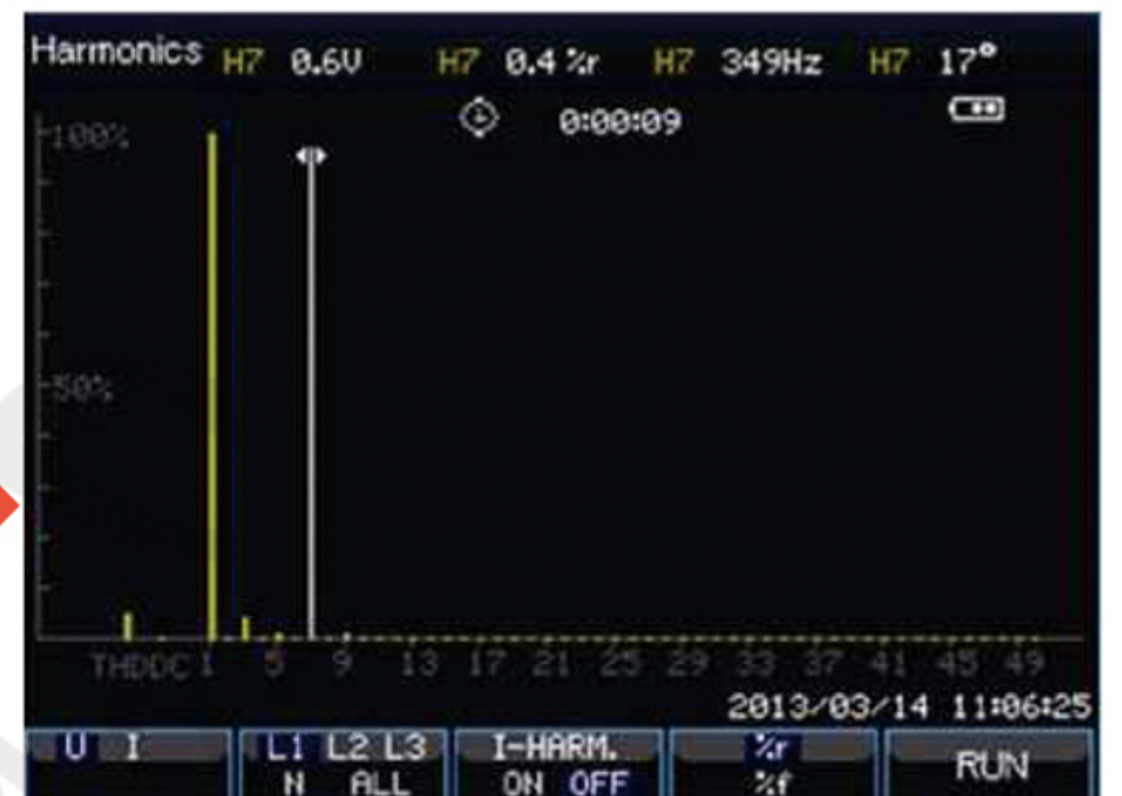 Harmonics H7 0.6V H7 0.4 %r H7 349Hz H7 17°
0:00:09
100%
50%
THDDC 1 5 9 13 17 21 25 29 33 37 41 45 49
2013/03/14 11:06:25
U I L1 L2 L3 I-HARM. %r RUN
N ALL ON OFF %f